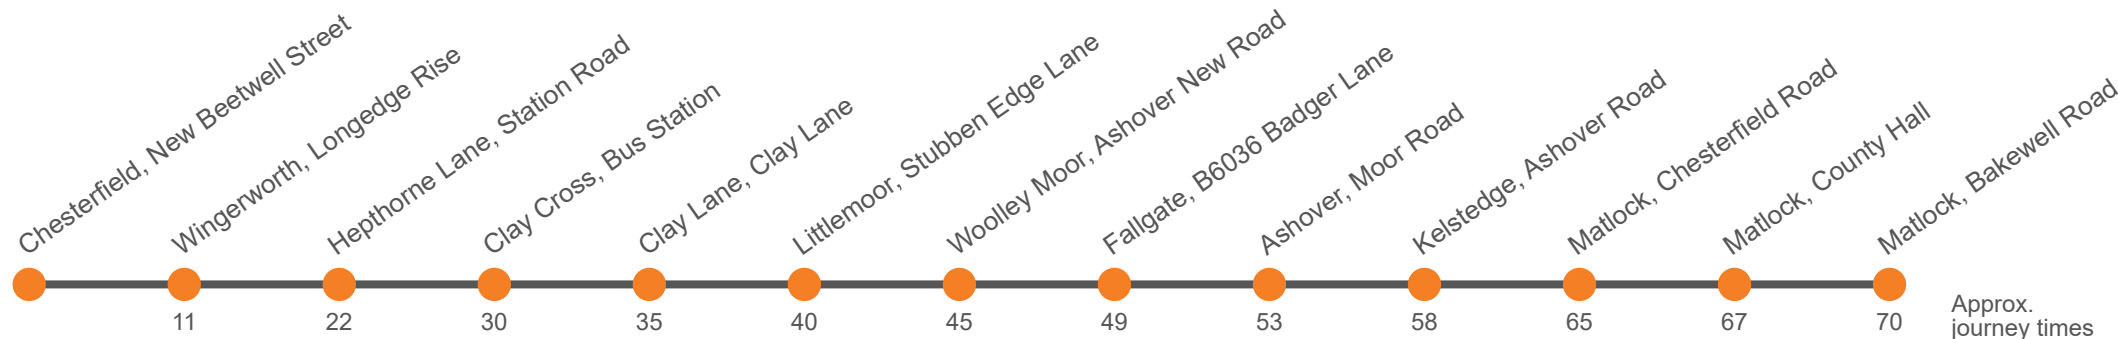 Chesterfield, New Beetwell Street
Wingerworth, Longedge Rise
Hepthorne Lane, Station Road
Clay Cross, Bus Station
Clay Lane, Clay Lane
Littlemoor, Stubben Edge Lane
Woolley Moor, Ashover New Road
Fallgate, B6036 Badger Lane
Ashover, Moor Road
Kelstedge, Ashover Road
Matlock, Chesterfield Road
Matlock, County Hall
Matlock, Bakewell Road
11 22 30 35 40 45 49 53 58 65 67 70
Approx.
journey times